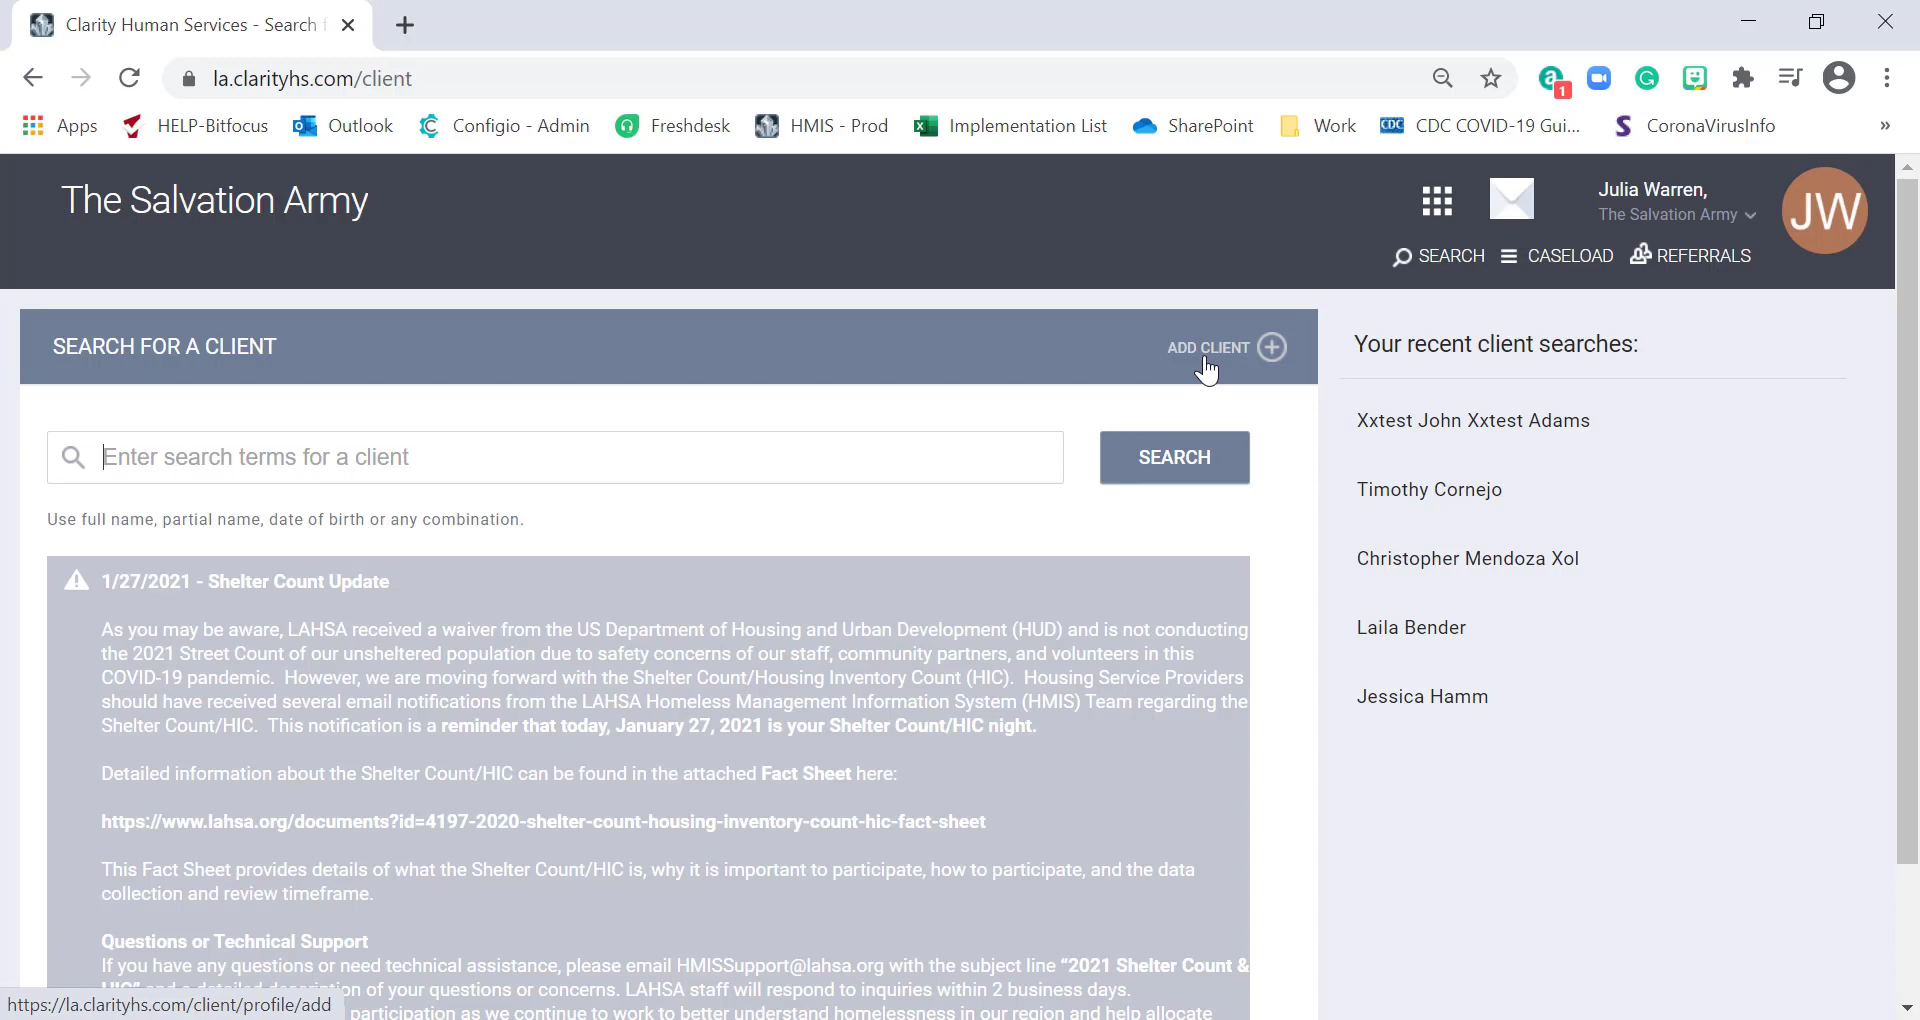 Clarity Human Services - Search f
la.clarityhs.com/client
a 1
Apps HELP-Bitfocus Outlook Configio - Admin Freshdesk HMIS - Prod Implementation List SharePoint Work CDC CDC COVID-19 Gui... CoronaVirusInfo »
The Salvation Army
Julia Warren,
The Salvation Army
JW
SEARCH CASELOAD REFERRALS
SEARCH FOR A CLIENT
ADD CLIENT
Enter search terms for a client
SEARCH
Use full name, partial name, date of birth or any combination.
1/27/2021 - Shelter Count Update
As you may be aware, LAHSA received a waiver from the US Department of Housing and Urban Development (HUD) and is not conducting
the 2021 Street Count of our unsheltered population due to safety concerns of our staff, community partners, and volunteers in this
COVID-19 pandemic. However, we are moving forward with the Shelter Count/Housing Inventory Count (HIC). Housing Service Providers
should have received several email notifications from the LAHSA Homeless Management Information System (HMIS) Team regarding the
Shelter Count/HIC. This notification is a reminder that today, January 27, 2021 is your Shelter Count/HIC night.
Detailed information about the Shelter Count/HIC can be found in the attached Fact Sheet here:
https://www.lahsa.org/documents?id=4197-2020-shelter-count-housing-inventory-count-hic-fact-sheet
This Fact Sheet provides details of what the Shelter Count/HIC is, why it is important to participate, how to participate, and the data
collection and review timeframe.
Questions or Technical Support
If you have any questions or need technical assistance, please email HMISSupport@lahsa.org with the subject line "2021 Shelter Count &
of your questions or concerns. LAHSA staff will respond to inquiries within 2 business days.
participation as we continue to work to better understand homelessness in our region and help allocate
https://la.clarityhs.com/client/profile/add
Your recent client searches:
Xxtest John Xxtest Adams
Timothy Cornejo
Christopher Mendoza Xol
Laila Bender
Jessica Hamm